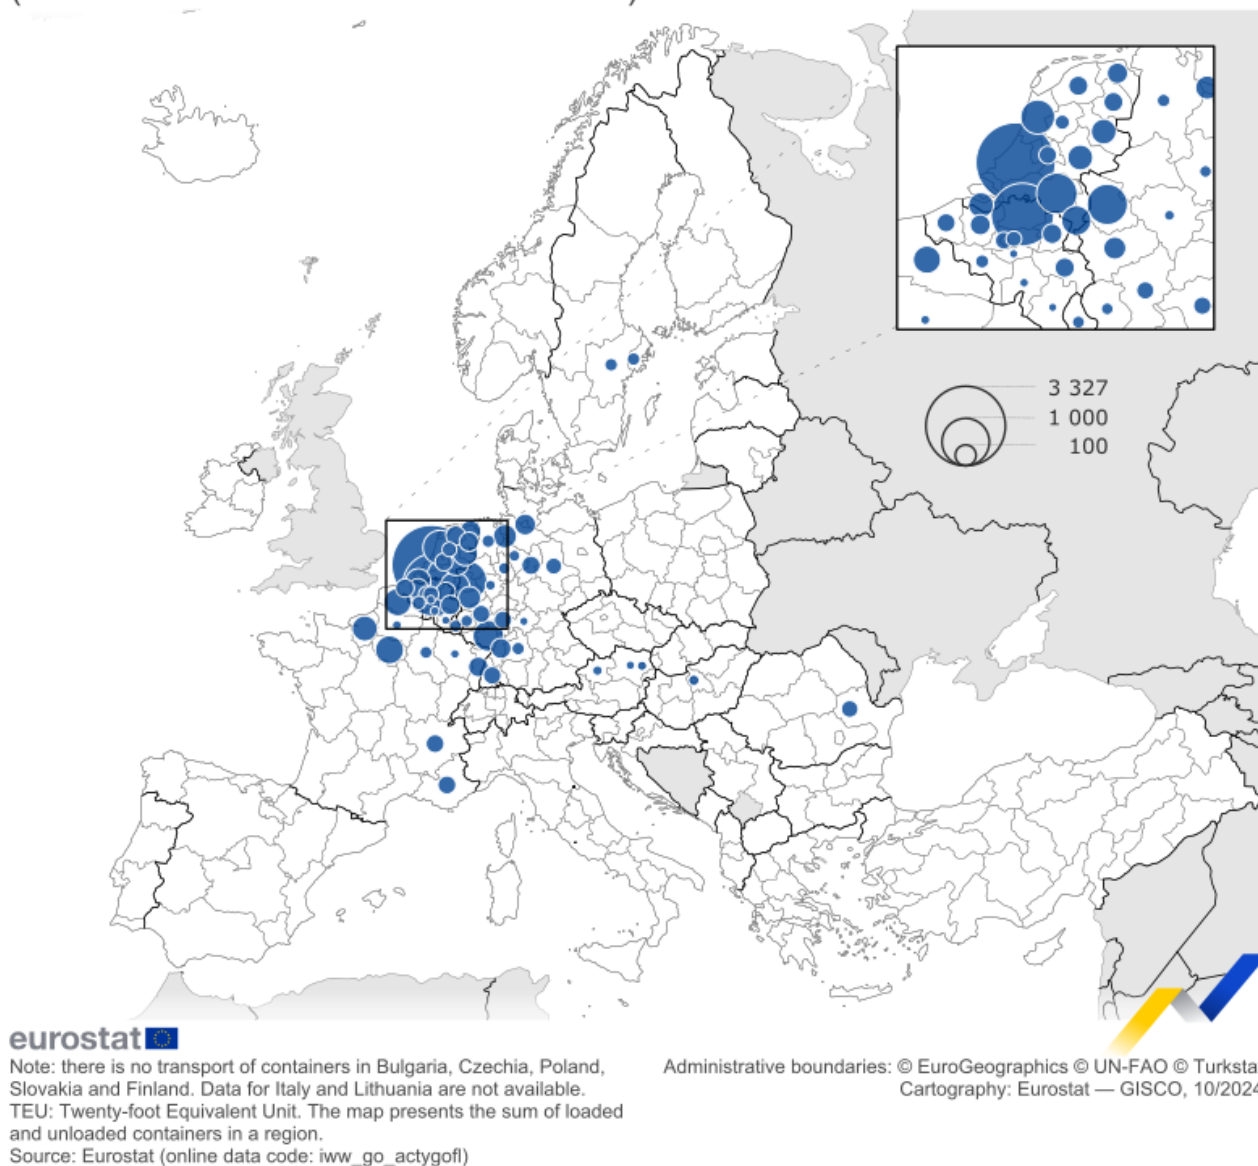 3 327
1 000
100
eurostat
Note: there is no transport of containers in Bulgaria, Czechia, Poland,
Slovakia and Finland. Data for Italy and Lithuania are not available.
TEU: Twenty-foot Equivalent Unit. The map presents the sum of loaded
and unloaded containers in a region.
Source: Eurostat (online data code: iww_go_actygofl)
Administrative boundaries: © EuroGeographics © UN-FAO © Turksta
Cartography: Eurostat — GISCO, 10/2024